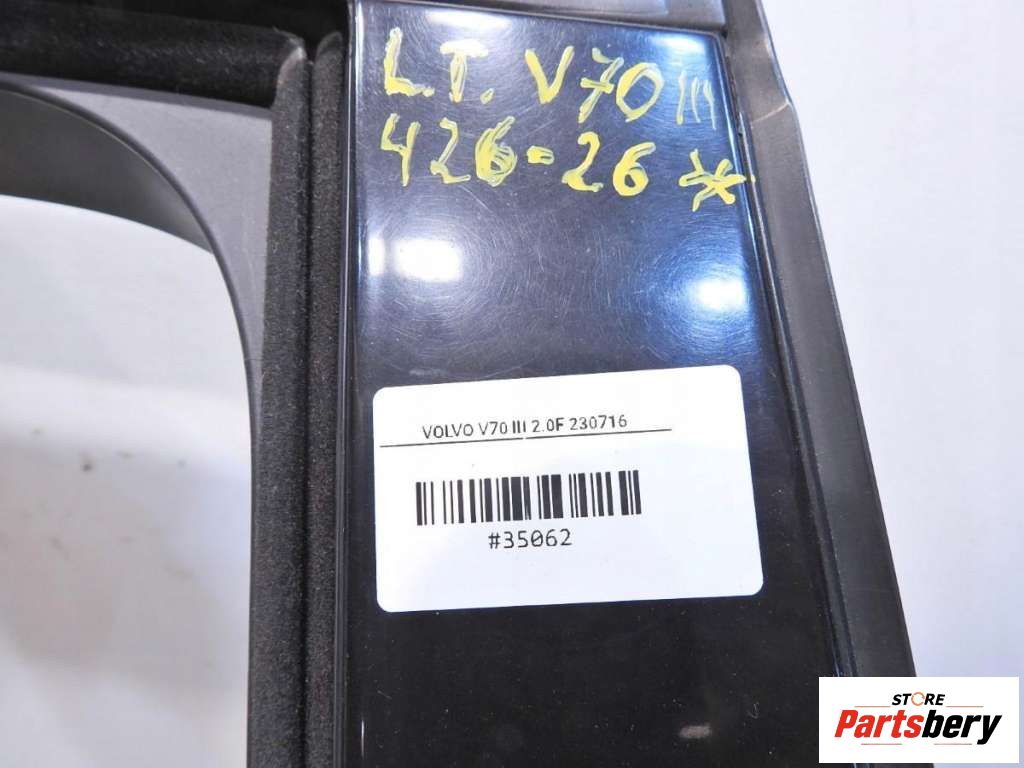 L.T. V70 III
426-26 *
VOLVO V70 III 2.0F 230716
#35062
STORE
Partsbery